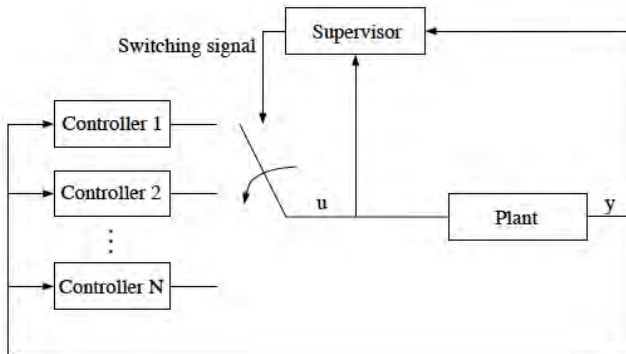 Supervisor
Switching signal
Controller 1
Controller 2
⋮
Controller N
u
Plant
y